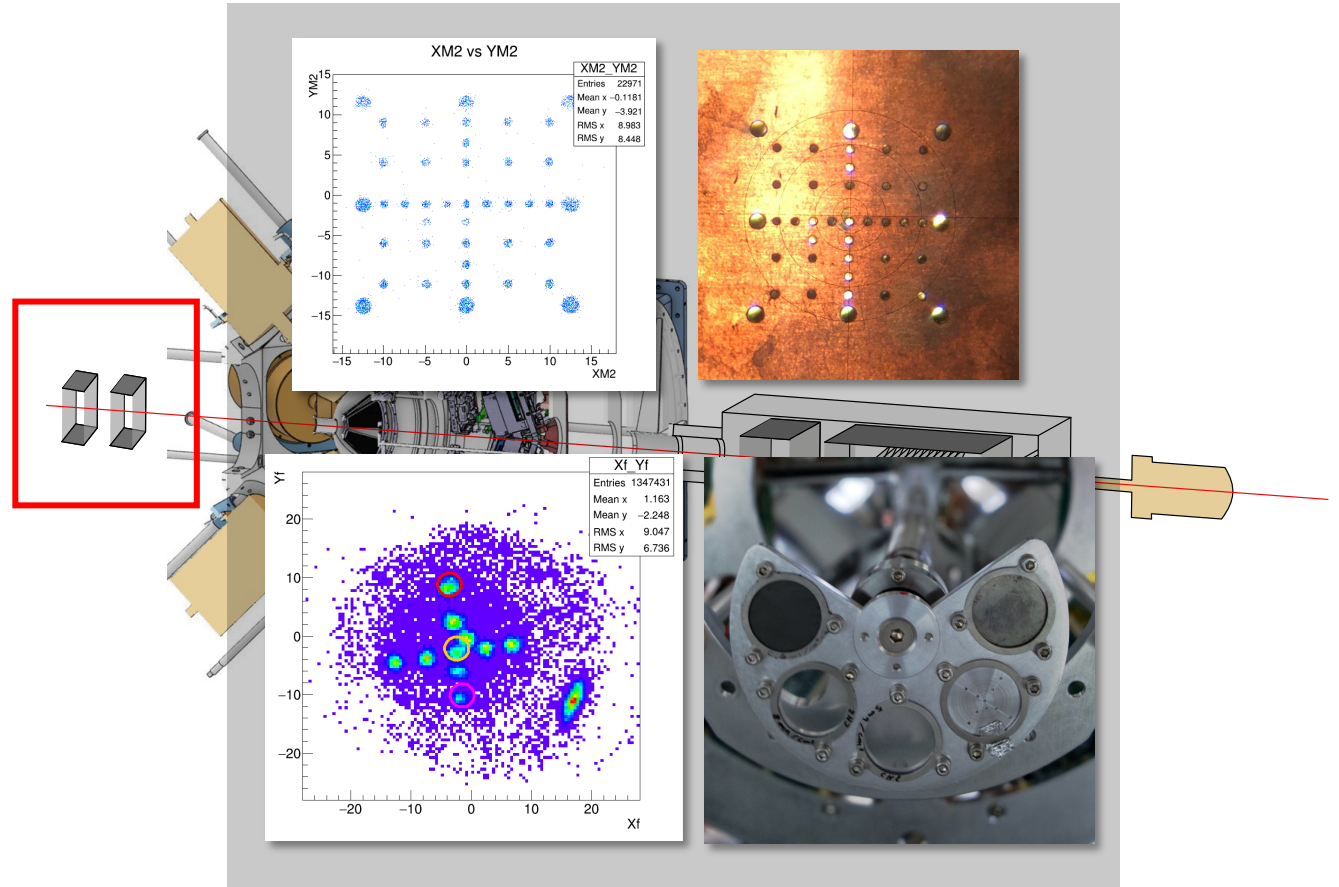 XM2 vs YM2
XM2_YM2
Entries 22971
Mean x −0.1181
Mean y −3.921
RMS x 8.983
RMS y 8.448
YM2
15
10
5
0
−5
−10
−15
−15 −10 −5 0 5 10 15
XM2
Xf_Yf
Entries 1347431
Mean x 1.163
Mean y −2.248
RMS x 9.047
RMS y 6.736
Yf
20
10
0
−10
−20
−20 −10 0 10 20
Xf